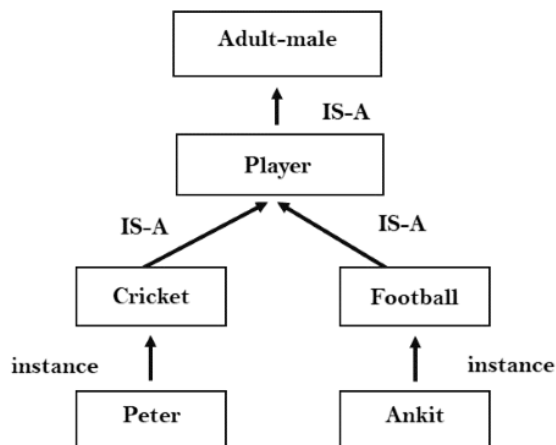 Adult-male
IS-A
Player
IS-A
IS-A
Cricket
Football
instance
instance
Peter
Ankit